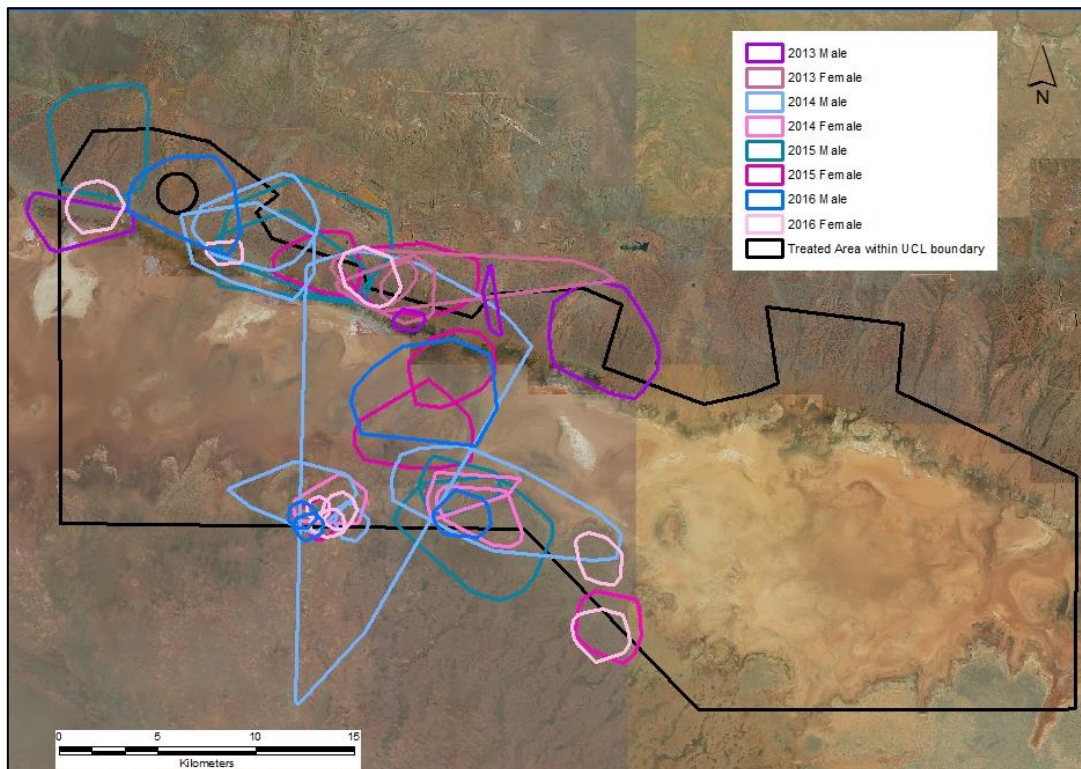 2013 Male
2013 Female
2014 Male
2014 Female
2015 Male
2015 Female
2016 Male
2016 Female
Treated Area within UCL boundary
N
0 5 10 15
Kilometers